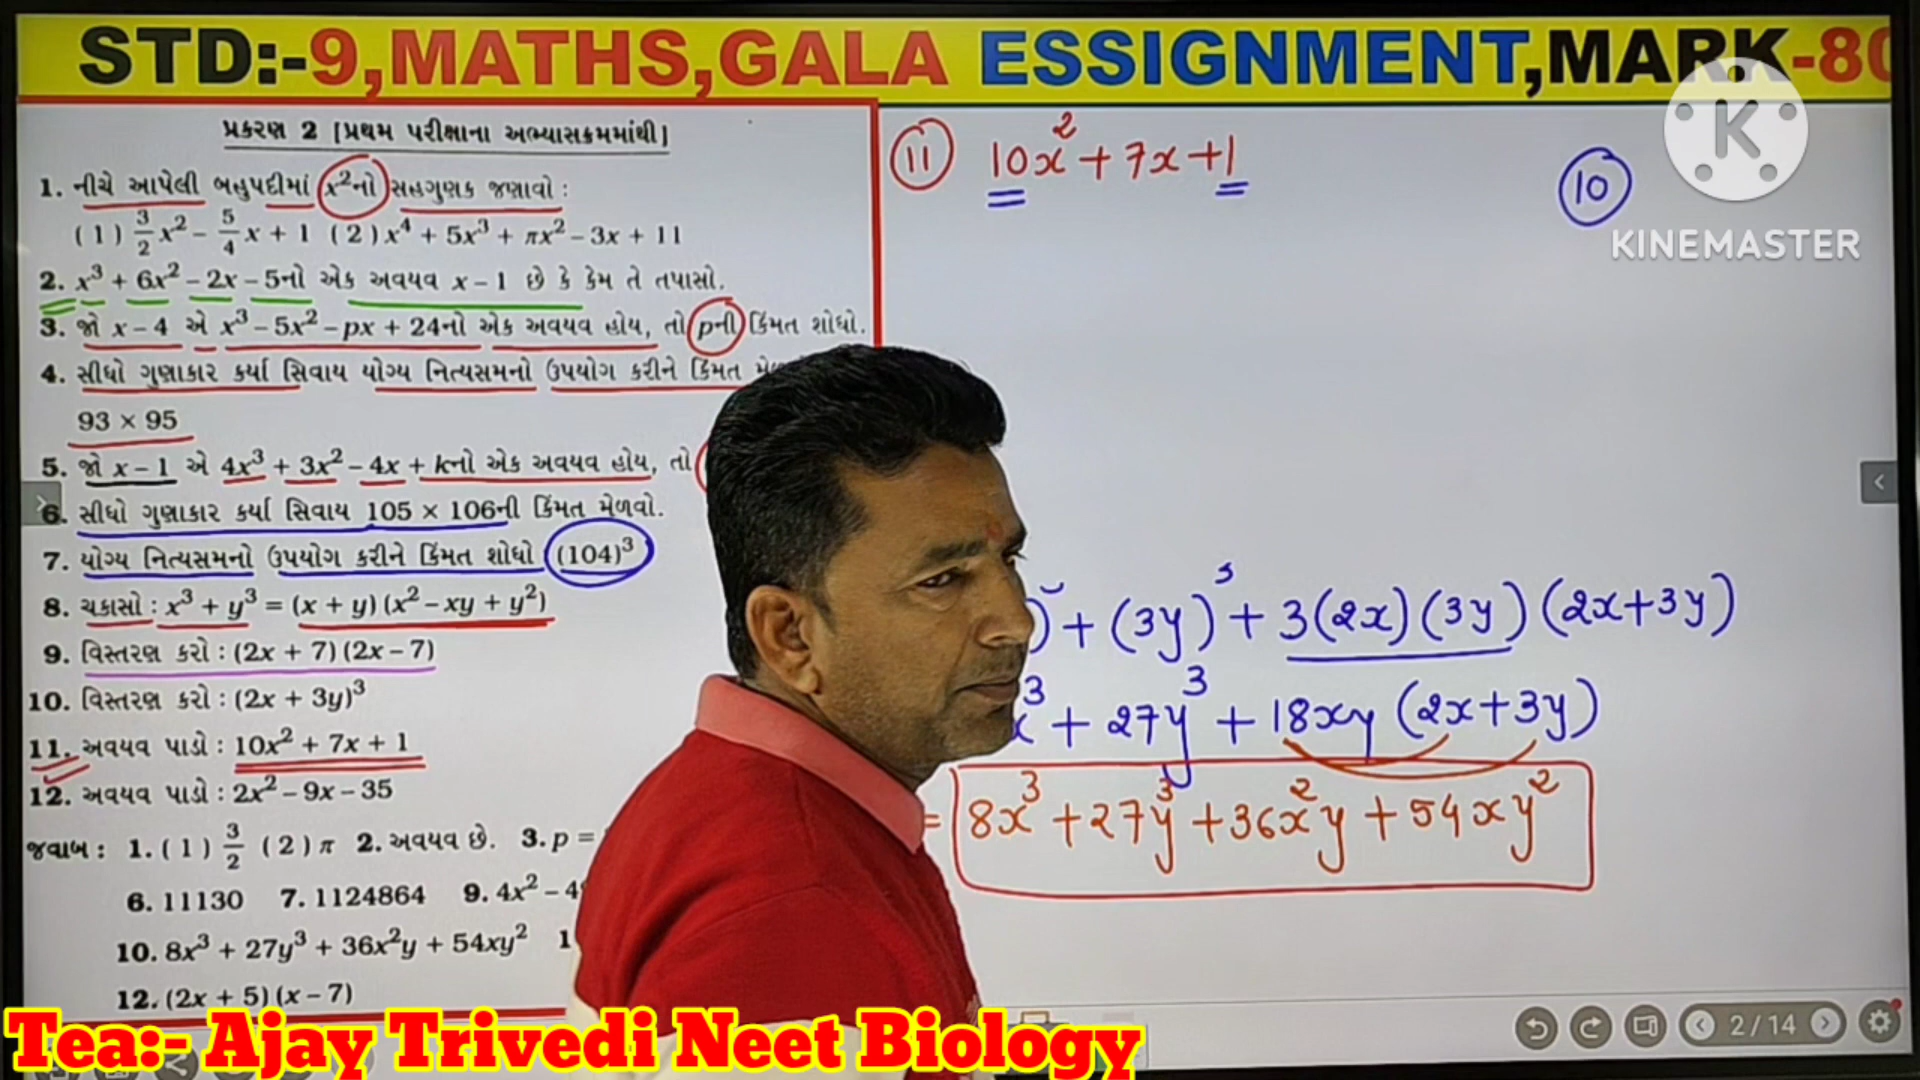 STD:-9,MATHS,GALA ESSIGNMENT,MARK-80
પ્રકરણ 2 [પ્રથમ પરીક્ષાના અભ્યાસક્રમમાંથી]
1. નીચે આપેલી બહુપદીમાં x²નો સહગુણક જણાવો :
(1) 3/2 x² – 5/4 x + 1 (2) x⁴ + 5x³ + πx² – 3x + 11
2. x³ + 6x² – 2x – 5નો એક અવયવ x – 1 છે કે કેમ તે તપાસો.
3. જો x – 4 એ x³ – 5x² – px + 24નો એક અવયવ હોય, તો pની કિંમત શોધો.
4. સીધો ગુણાકાર કર્યા સિવાય યોગ્ય નિત્યસમનો ઉપયોગ કરીને કિંમત
93 × 95
5. જો x – 1 એ 4x³ + 3x² – 4x + kનો એક અવયવ હોય, તો
6. સીધો ગુણાકાર કર્યા સિવાય 105 × 106ની કિંમત મેળવો.
7. યોગ્ય નિત્યસમનો ઉપયોગ કરીને કિંમત શોધો (104)³
8. ચકાસો : x³ + y³ = (x + y) (x² – xy + y²)
9. વિસ્તરણ કરો : (2x + 7) (2x – 7)
10. વિસ્તરણ કરો : (2x + 3y)³
11. અવયવ પાડો : 10x² + 7x + 1
12. અવયવ પાડો : 2x² – 9x – 35
જવાબ : 1. (1) 3/2 (2) π 2. અવયવ છે. 3. p =
6. 11130 7. 1124864 9. 4x² – 4
10. 8x³ + 27y³ + 36x²y + 54xy² 1
12. (2x + 5) (x – 7)
11 10x² + 7x + 1
10
KINEMASTER
) + (3y)³ + 3(2x)(3y)(2x+3y)
x³ + 27y³ + 18xy (2x+3y)
= 8x³ + 27y³ + 36x²y + 54xy²
2 / 14
Tea:- Ajay Trivedi Neet Biology